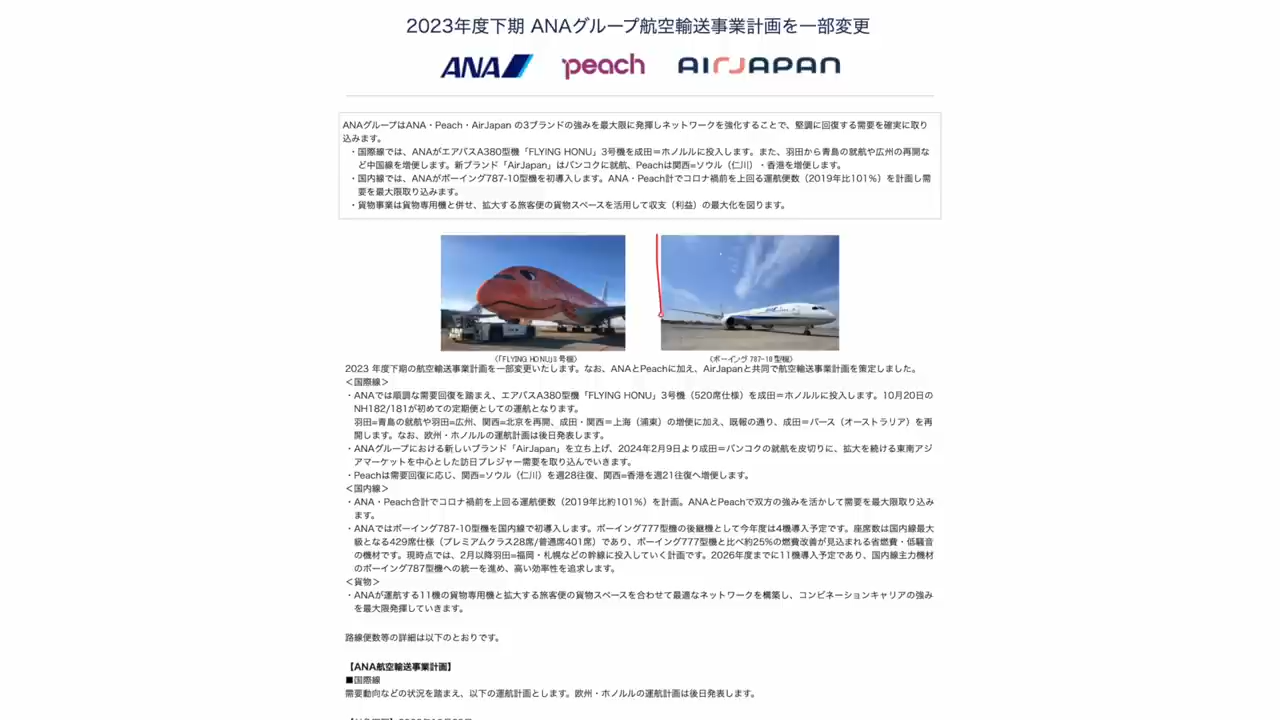 2023年度下期 ANAグループ航空輸送事業計画を一部変更
ANA peach AIRJAPAN
ANAグループはANA・Peach・AirJapan の3ブランドの強みを最大限に発揮しネットワークを強化することで、堅調に回復する需要を確実に取り
込みます。
・国際線では、ANAがエアバスA380型機「FLYING HONU」3号機を成田＝ホノルルに投入します。また、羽田から青島の就航や広州の再開な
ど中国線を増便します。新ブランド「AirJapan」はバンコクに就航、Peachは関西=ソウル（仁川）・香港を増便します。
・国内線では、ANAがボーイング787-10型機を初導入します。ANA・Peach計でコロナ禍前を上回る運航便数（2019年比101％）を計画し需
要を最大限取り込みます。
・貨物事業は貨物専用機と併せ、拡大する旅客便の貨物スペースを活用して収支（利益）の最大化を図ります。
〈「FLYING HONU」3号機〉 〈ボーイング 787-10 型機〉
2023 年度下期の航空輸送事業計画を一部変更いたします。なお、ANAとPeachに加え、AirJapanと共同で航空輸送事業計画を策定しました。
＜国際線＞
・ANAでは順調な需要回復を踏まえ、エアバスA380型機「FLYING HONU」3号機（520席仕様）を成田＝ホノルルに投入します。10月20日の
NH182/181が初めての定期便としての運航となります。
羽田=青島の就航や羽田=広州、関西=北京を再開、成田・関西=上海（浦東）の増便に加え、既報の通り、成田＝パース（オーストラリア）を再
開します。なお、欧州・ホノルルの運航計画は後日発表します。
・ANAグループにおける新しいブランド「AirJapan」を立ち上げ、2024年2月9日より成田＝バンコクの就航を皮切りに、拡大を続ける東南アジ
アマーケットを中心とした訪日プレジャー需要を取り込んでいきます。
・Peachは需要回復に応じ、関西=ソウル（仁川）を週28往復、関西=香港を週21往復へ増便します。
＜国内線＞
・ANA・Peach合計でコロナ禍前を上回る運航便数（2019年比約101％）を計画。ANAとPeachで双方の強みを活かして需要を最大限取り込み
ます。
・ANAではボーイング787-10型機を国内線で初導入します。ボーイング777型機の後継機として今年度は4機導入予定です。座席数は国内線最大
級となる429席仕様（プレミアムクラス28席/普通席401席）であり、ボーイング777型機と比べ約25%の燃費改善が見込まれる省燃費・低騒音
の機材です。現時点では、2月以降羽田=福岡・札幌などの幹線に投入していく計画です。2026年度までに11機導入予定であり、国内線主力機材
のボーイング787型機への統一を進め、高い効率性を追求します。
＜貨物＞
・ANAが運航する11機の貨物専用機と拡大する旅客便の貨物スペースを合わせて最適なネットワークを構築し、コンビネーションキャリアの強み
を最大限発揮していきます。
路線便数等の詳細は以下のとおりです。
【ANA航空輸送事業計画】
■国際線
需要動向などの状況を踏まえ、以下の運航計画とします。欧州・ホノルルの運航計画は後日発表します。